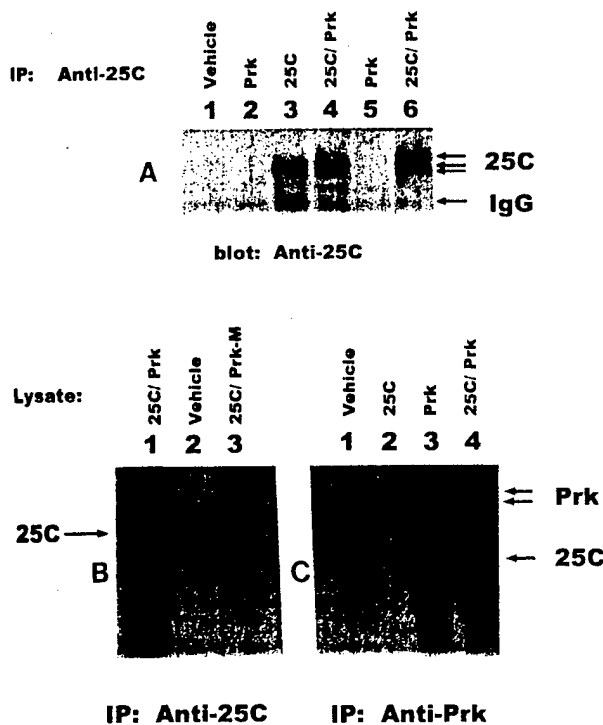 IP: Anti-25C
Vehicle
Prk
25C
25C/ Prk
Prk
25C/ Prk
1 2 3 4 5 6
A
25C
IgG
blot: Anti-25C
Lysate:
25C/ Prk
Vehicle
25C/ Prk-M
1 2 3
Vehicle
25C
Prk
25C/ Prk
1 2 3 4
25C
B
C
Prk
25C
IP: Anti-25C
IP: Anti-Prk